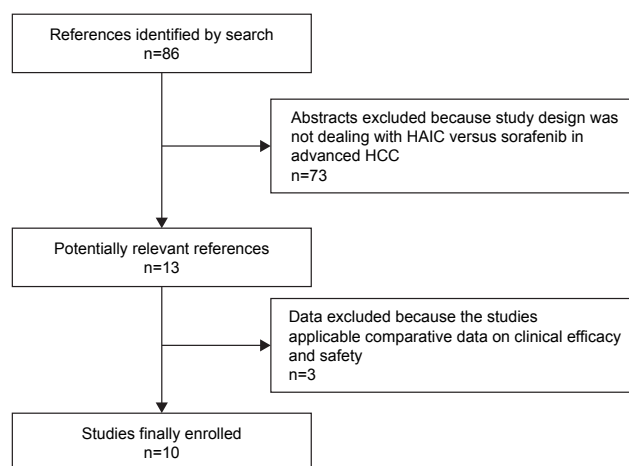 References identified by search
n=86
Abstracts excluded because study design was
not dealing with HAIC versus sorafenib in
advanced HCC
n=73
Potentially relevant references
n=13
Data excluded because the studies
applicable comparative data on clinical efficacy
and safety
n=3
Studies finally enrolled
n=10